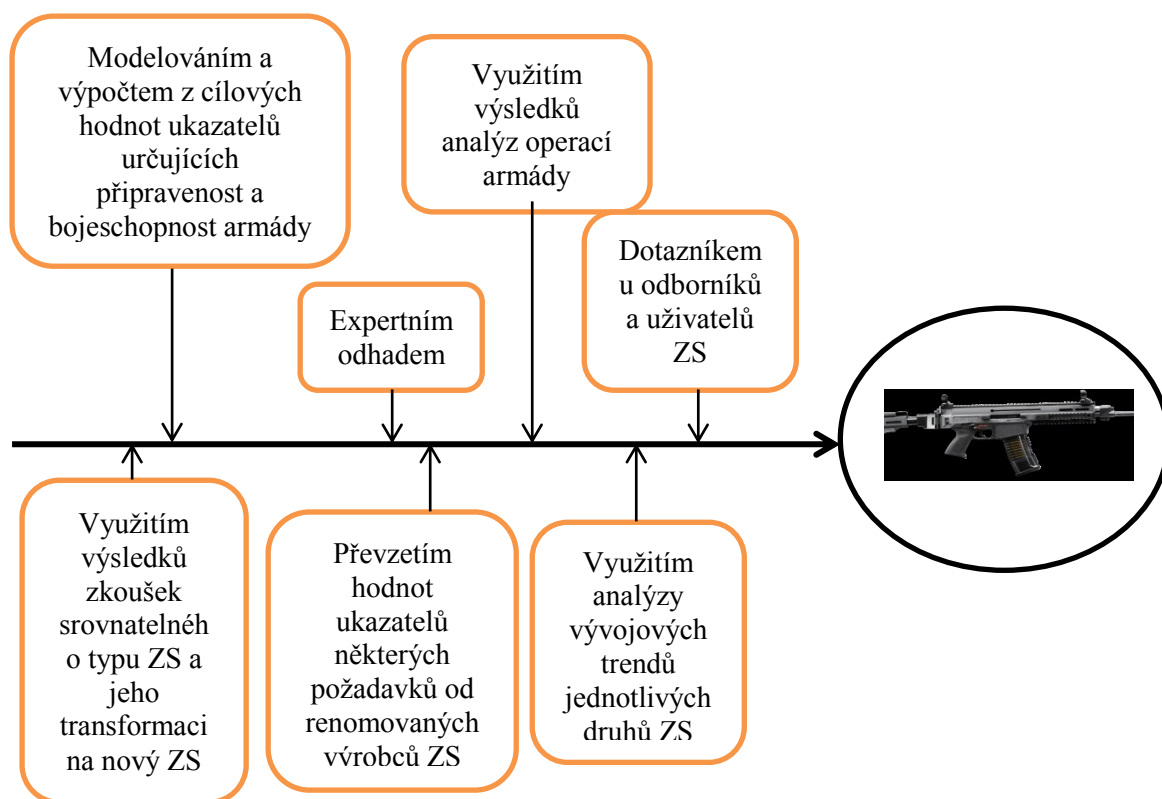 Modelováním a
výpočtem z cílových
hodnot ukazatelů
určujících
připravenost a
bojeschopnost armády
Využitím
výsledků
analýz operací
armády
Expertním
odhadem
Dotazníkem
u odborníků
a uživatelů
ZS
Využitím
výsledků
zkoušek
srovnatelnéh
o typu ZS a
jeho
transformaci
na nový ZS
Převzetím
hodnot
ukazatelů
některých
požadavků od
renomovaných
výrobců ZS
Využitím
analýzy
vývojových
trendů
jednotlivých
druhů ZS